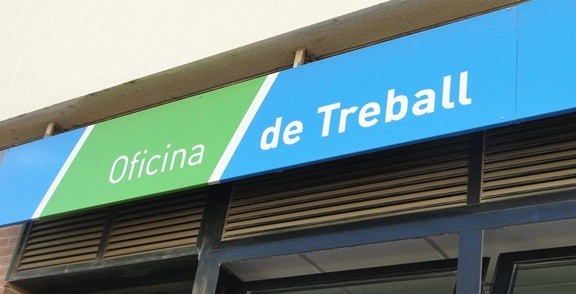 Oficina de Treball